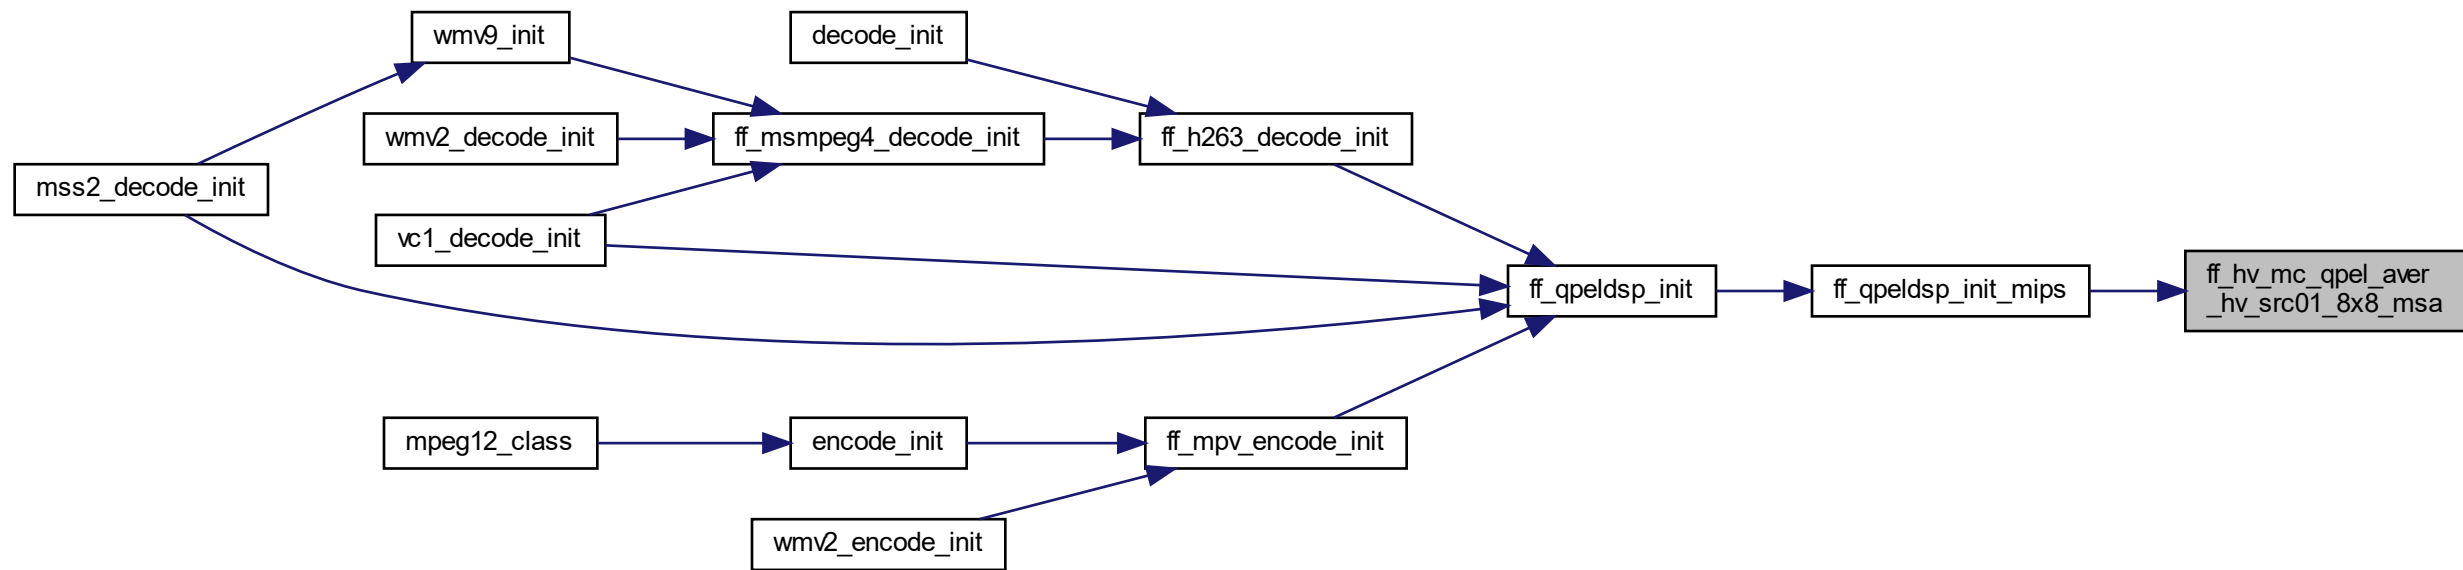 wmv9_init
decode_init
wmv2_decode_init
ff_msmpeg4_decode_init
ff_h263_decode_init
mss2_decode_init
vc1_decode_init
ff_qpeldsp_init
ff_qpeldsp_init_mips
ff_hv_mc_qpel_aver
_hv_src01_8x8_msa
mpeg12_class
encode_init
ff_mpv_encode_init
wmv2_encode_init